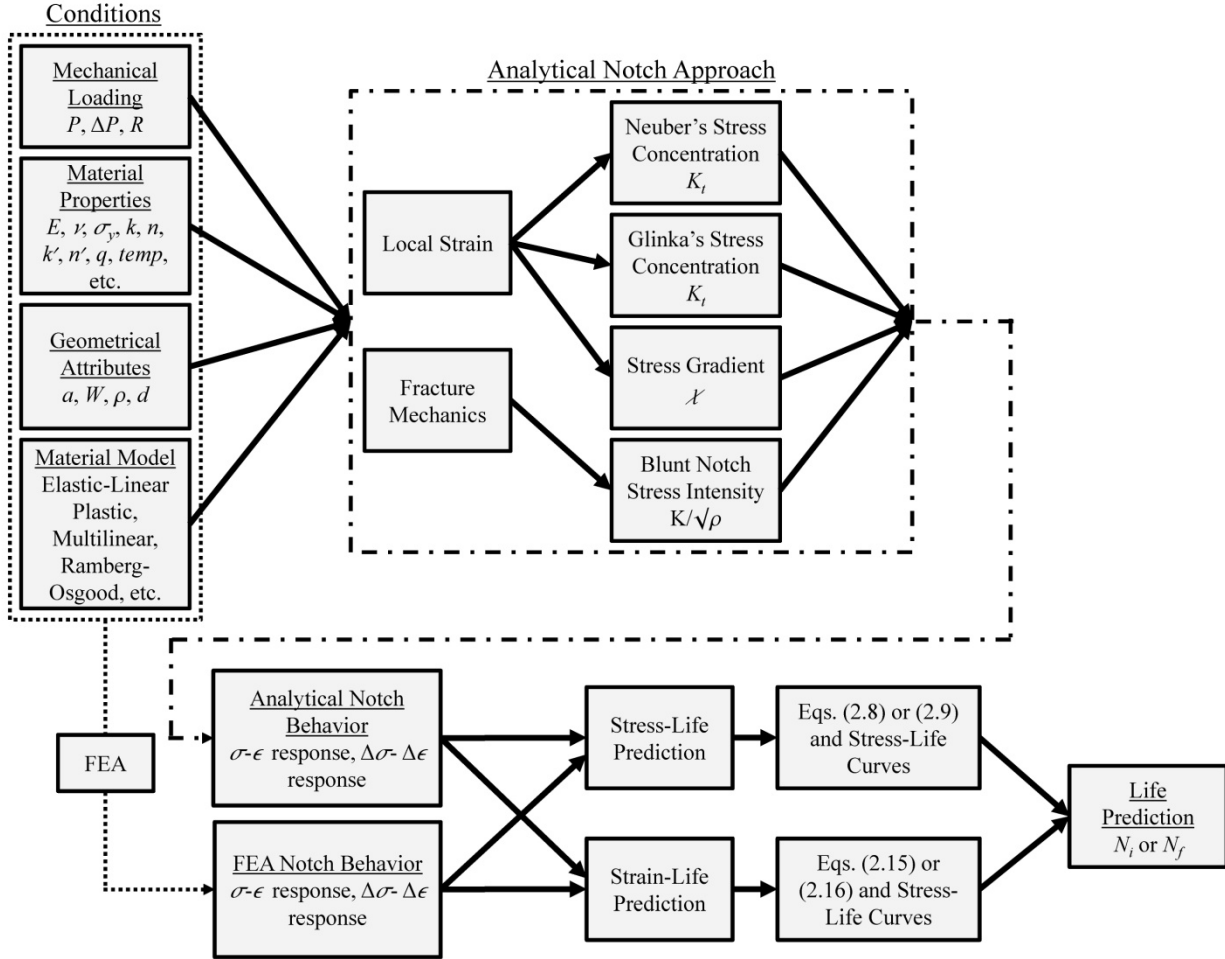 Conditions
Mechanical
Loading
P, ΔP, R
Material
Properties
E, ν, σy, k, n,
k′, n′, q, temp,
etc.
Geometrical
Attributes
a, W, ρ, d
Material Model
Elastic-Linear
Plastic,
Multilinear,
Ramberg-
Osgood, etc.
Analytical Notch Approach
Local Strain
Fracture
Mechanics
Neuber’s Stress
Concentration
Kt
Glinka’s Stress
Concentration
Kt
Stress Gradient
χ
Blunt Notch
Stress Intensity
K/√ρ
FEA
Analytical Notch
Behavior
σ-ϵ response, Δσ- Δϵ
response
FEA Notch Behavior
σ-ϵ response, Δσ- Δϵ
response
Stress-Life
Prediction
Strain-Life
Prediction
Eqs. (2.8) or (2.9)
and Stress-Life
Curves
Eqs. (2.15) or
(2.16) and Stress-
Life Curves
Life
Prediction
Ni or Nf